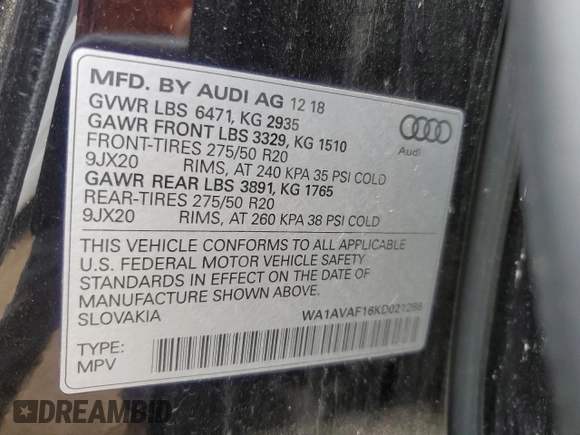 MFD. BY AUDI AG 12 18
GVWR LBS 6471, KG 2935
GAWR FRONT LBS 3329, KG 1510
FRONT-TIRES 275/50 R20
9JX20 RIMS, AT 240 KPA 35 PSI COLD
GAWR REAR LBS 3891, KG 1765
REAR-TIRES 275/50 R20
9JX20 RIMS, AT 260 KPA 38 PSI COLD
Audi
THIS VEHICLE CONFORMS TO ALL APPLICABLE
U.S. FEDERAL MOTOR VEHICLE SAFETY
STANDARDS IN EFFECT ON THE DATE OF
MANUFACTURE SHOWN ABOVE.
SLOVAKIA
WA1AVAF16KD021288
TYPE:
MPV
DREAMBID